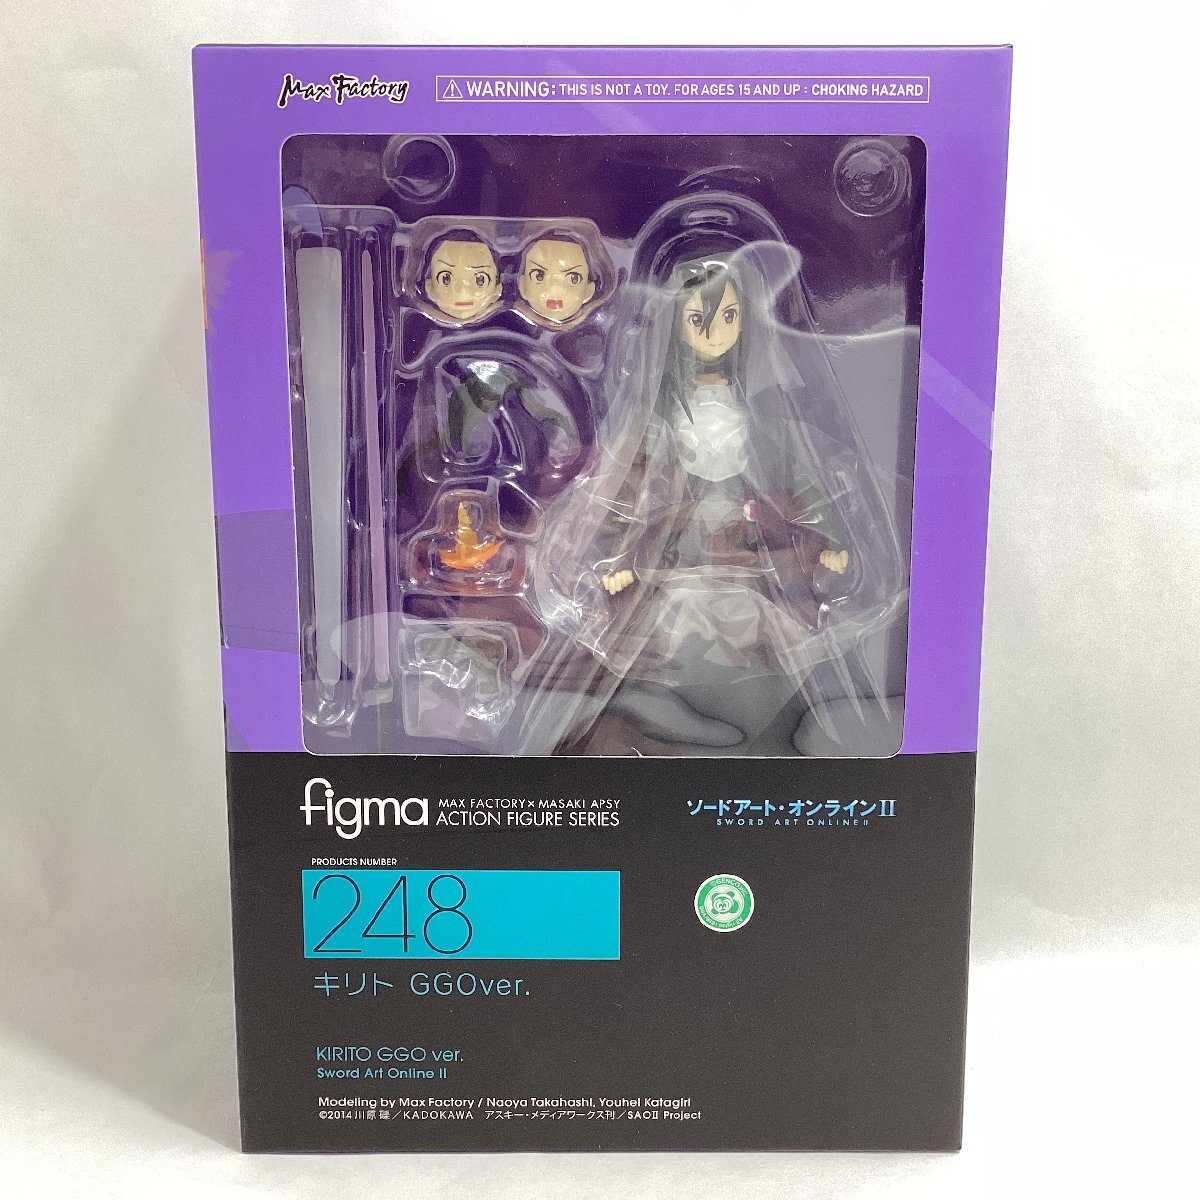 Max Factory
WARNING: THIS IS NOT A TOY. FOR AGES 15 AND UP : CHOKING HAZARD
figma
MAX FACTORY×MASAKI APSY
ACTION FIGURE SERIES
ソードアート・オンラインII
SWORD ART ONLINE II
PRODUCTS NUMBER
248
キリト GGOver.
KIRITO GGO ver.
Sword Art Online II
Modeling by Max Factory / Naoya Takahashi, Youhei Katagiri
©2014 川原 礫／KADOKAWA アスキー・メディアワークス刊／SAOII Project